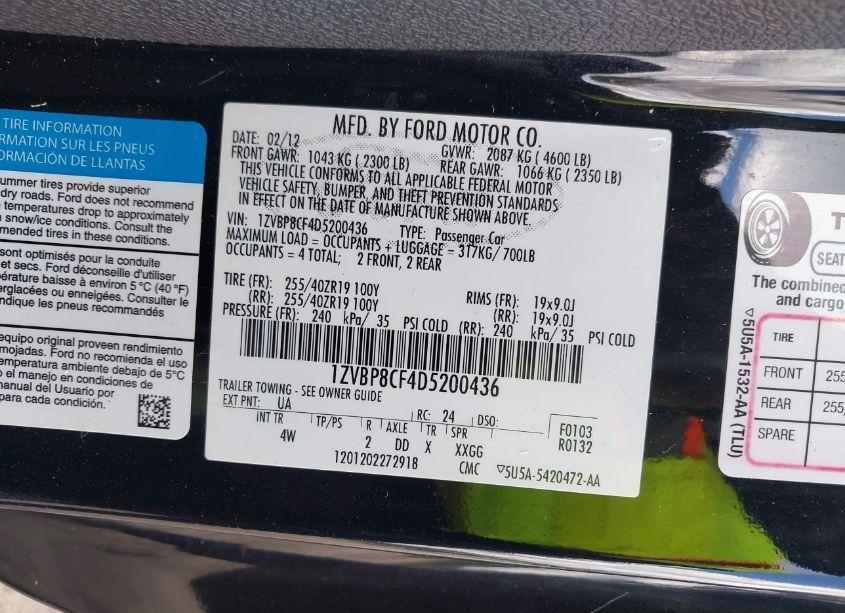 TIRE INFORMATION
ORMATION SUR LES PNEUS
FORMACIÓN DE LLANTAS
ummer tires provide superior
dry roads. Ford does not recommend
temperatures drop to approximately
snow/ice conditions. Consult the
mmended tires in these conditions.
sont optimisés pour la conduite
et secs. Ford déconseille d'utiliser
pérature baisse à environ 5 °C (40 °F)
verglacées ou enneigées. Consulter le
ndique les pneus recommandés
equipo original proveen rendimiento
mojadas. Ford no recomienda el uso
temperatura ambiente debajo de 5°C
o el manejo en condiciones de
manual del Usuario por
para cada condición.
MFD. BY FORD MOTOR CO.
DATE: 02/12 GVWR: 2087 KG ( 4600 LB)
FRONT GAWR: 1043 KG ( 2300 LB) REAR GAWR: 1066 KG ( 2350 LB)
THIS VEHICLE CONFORMS TO ALL APPLICABLE FEDERAL MOTOR
VEHICLE SAFETY, BUMPER, AND THEFT PREVENTION STANDARDS
IN EFFECT ON THE DATE OF MANUFACTURE SHOWN ABOVE.
VIN: 1ZVBP8CF4D5200436 TYPE: Passenger Car
MAXIMUM LOAD = OCCUPANTS + LUGGAGE = 317KG/ 700LB
OCCUPANTS = 4 TOTAL; 2 FRONT, 2 REAR
TIRE (FR): 255/40ZR19 100Y RIMS (FR): 19x9.0J
(RR): 255/40ZR19 100Y (RR): 19x9.0J
PRESSURE (FR): 240 kPa/ 35 PSI COLD (RR): 240 kPa/ 35 PSI COLD
1ZVBP8CF4D5200436
TRAILER TOWING - SEE OWNER GUIDE
EXT PNT: UA RC: 24 DSO: F0103
INT TR TP/PS R AXLE TR SPR R0132
4W 2 DD X XXGG
1201202272918 CMC ▽5U5A-5420472-AA
▽5U5A-1532-AA (TLU)
T
SEAT
The combined
and cargo
TIRE
FRONT 255
REAR 255
SPARE